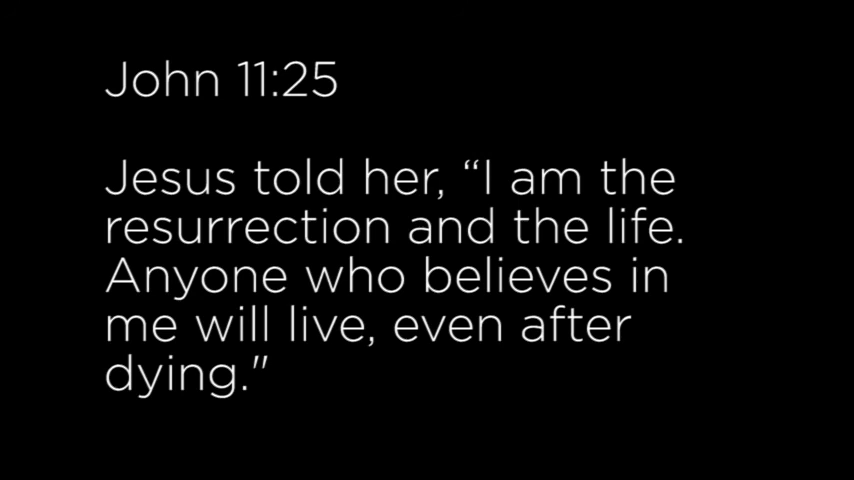 John 11:25
Jesus told her, “I am the
resurrection and the life.
Anyone who believes in
me will live, even after
dying."